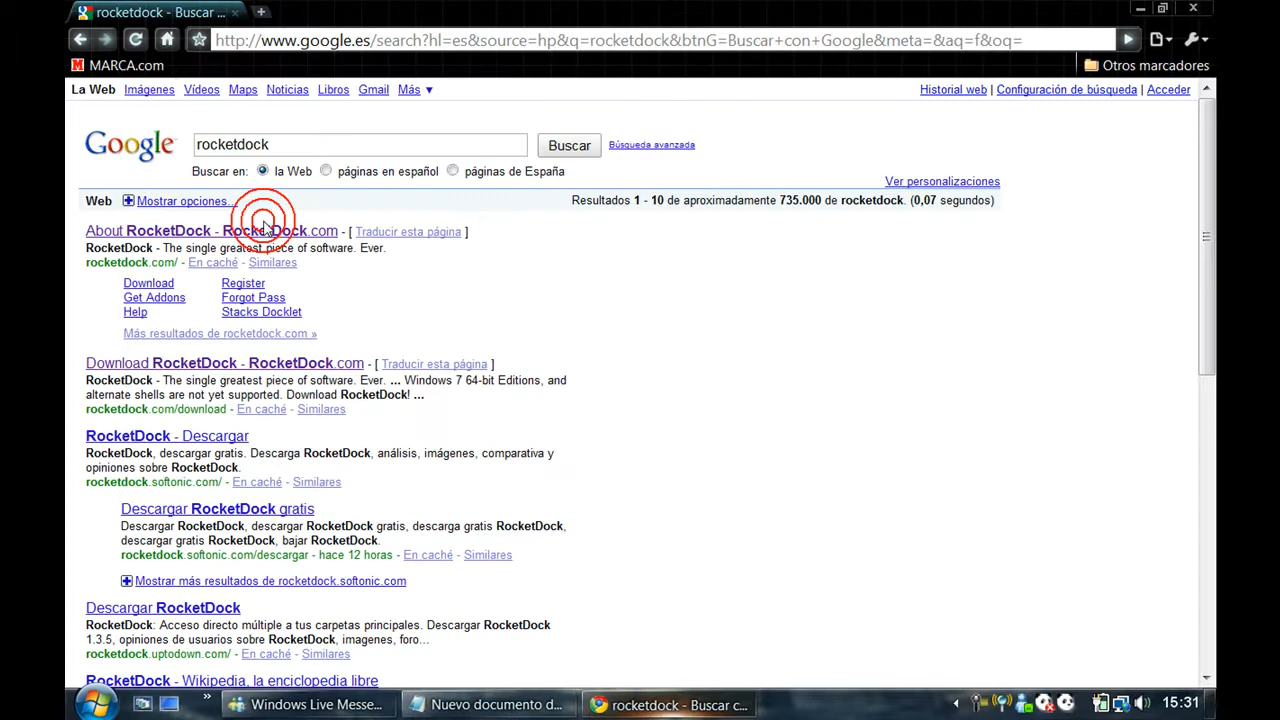 rocketdock - Buscar ...
http://www.google.es/search?hl=es&source=hp&q=rocketdock&btnG=Buscar+con+Google&meta=&aq=f&oq=
MARCA.com
Otros marcadores
La Web Imágenes Vídeos Maps Noticias Libros Gmail Más ▼
Historial web | Configuración de búsqueda | Acceder
Google
rocketdock
Buscar
Búsqueda avanzada
Buscar en: la Web páginas en español páginas de España
Ver personalizaciones
Web Mostrar opciones...
Resultados 1 - 10 de aproximadamente 735.000 de rocketdock. (0,07 segundos)
About RocketDock - RocketDock.com - [ Traducir esta página ]
RocketDock - The single greatest piece of software. Ever.
rocketdock.com/ - En caché - Similares
Download Register
Get Addons Forgot Pass
Help Stacks Docklet
Más resultados de rocketdock.com »
Download RocketDock - RocketDock.com - [ Traducir esta página ]
RocketDock - The single greatest piece of software. Ever. ... Windows 7 64-bit Editions, and
alternate shells are not yet supported. Download RocketDock! ...
rocketdock.com/download - En caché - Similares
RocketDock - Descargar
RocketDock, descargar gratis. Descarga RocketDock, análisis, imágenes, comparativa y
opiniones sobre RocketDock.
rocketdock.softonic.com/ - En caché - Similares
Descargar RocketDock gratis
Descargar RocketDock, descargar RocketDock gratis, descarga gratis RocketDock,
descargar gratis RocketDock, bajar RocketDock.
rocketdock.softonic.com/descargar - hace 12 horas - En caché - Similares
Mostrar más resultados de rocketdock.softonic.com
Descargar RocketDock
RocketDock: Acceso directo múltiple a tus carpetas principales. Descargar RocketDock
1.3.5, opiniones de usuarios sobre RocketDock, imagenes, foro...
rocketdock.uptodown.com/ - En caché - Similares
RocketDock - Wikipedia, la enciclopedia libre
» Windows Live Messe... Nuevo documento d... rocketdock - Buscar c... 15:31